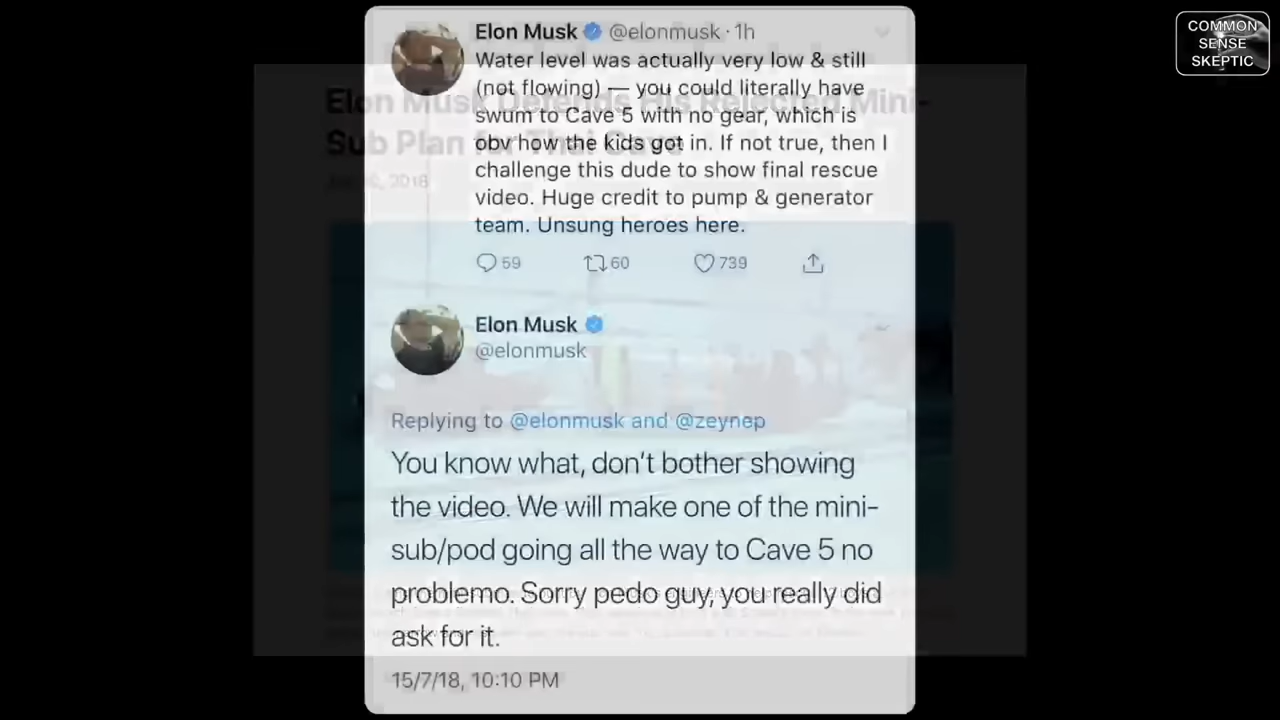 Elon Musk @elonmusk · 1h
Water level was actually very low & still
(not flowing) — you could literally have
swum to Cave 5 with no gear, which is
obv how the kids got in. If not true, then I
challenge this dude to show final rescue
video. Huge credit to pump & generator
team. Unsung heroes here.
59 60 739
Elon Musk
@elonmusk
Replying to @elonmusk and @zeynep
You know what, don't bother showing
the video. We will make one of the mini-
sub/pod going all the way to Cave 5 no
problemo. Sorry pedo guy, you really did
ask for it.
15/7/18, 10:10 PM
Elon Musk Defends His Rejected Mini-
Sub Plan for Thai Cave
2018
COMMON
SENSE
SKEPTIC